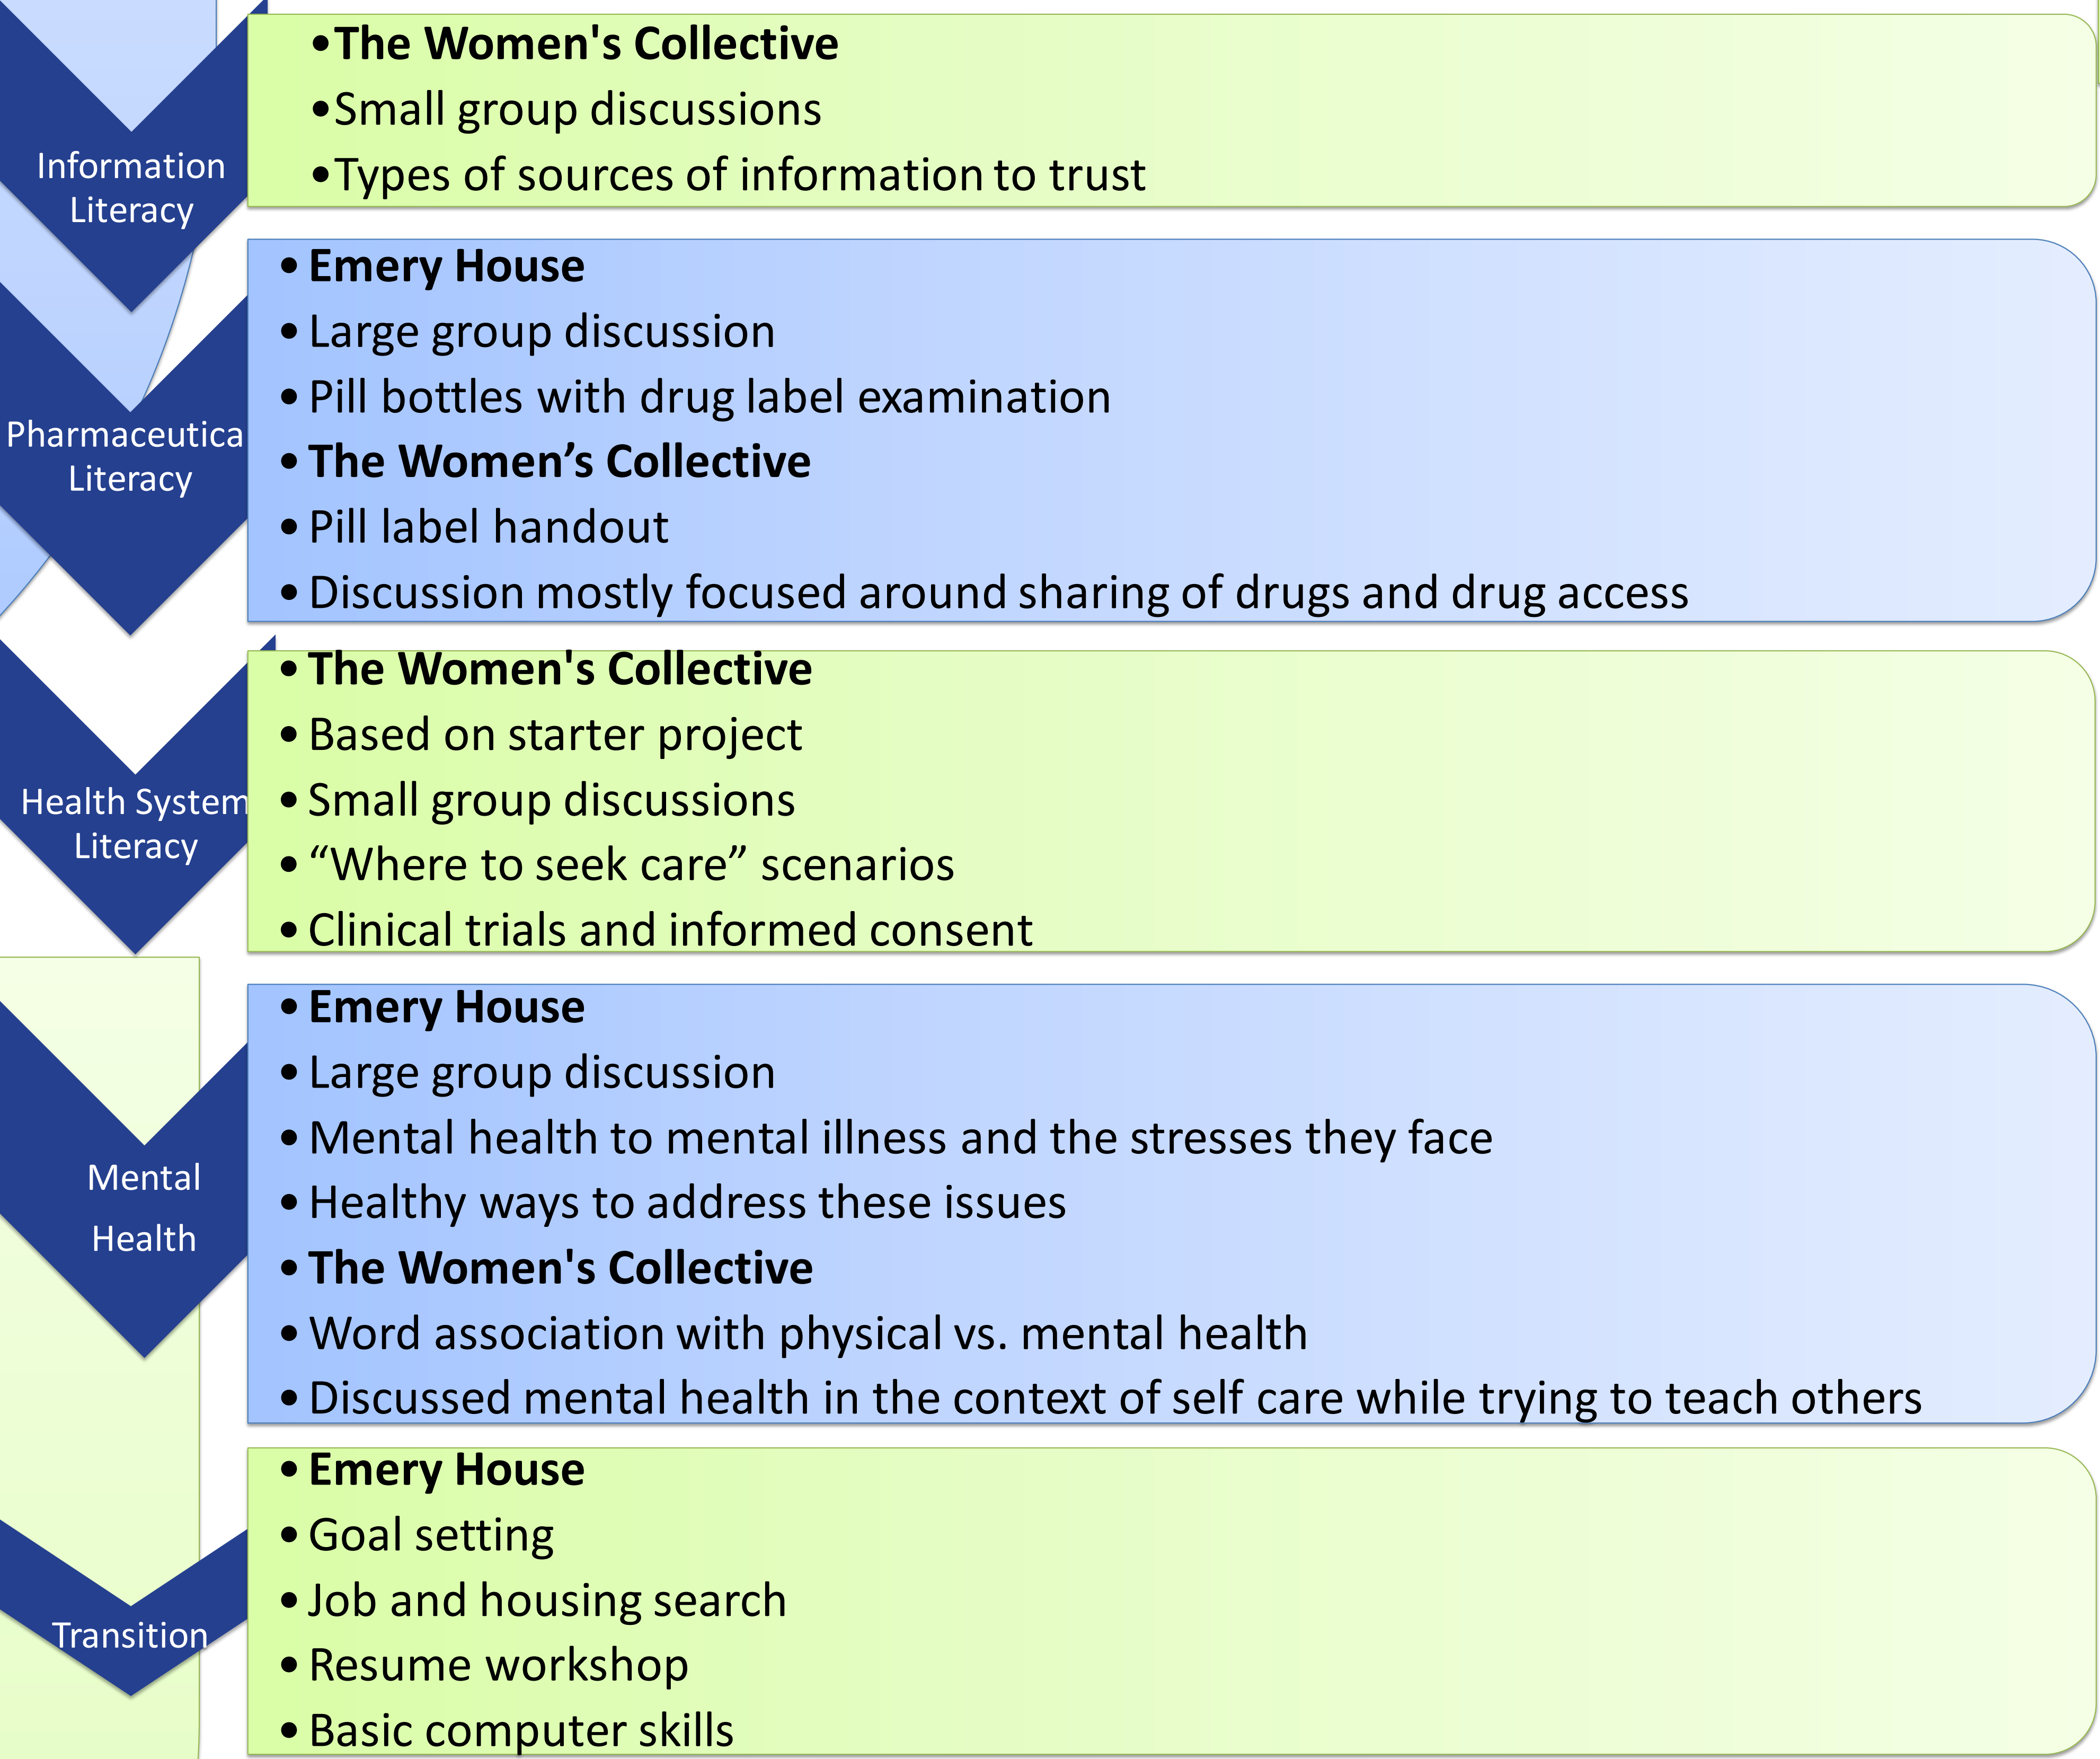 Information
Literacy
•The Women's Collective
•Small group discussions
•Types of sources of information to trust
Pharmaceutica
Literacy
•Emery House
•Large group discussion
•Pill bottles with drug label examination
•The Women’s Collective
•Pill label handout
•Discussion mostly focused around sharing of drugs and drug access
Health System
Literacy
•The Women's Collective
•Based on starter project
•Small group discussions
•“Where to seek care” scenarios
•Clinical trials and informed consent
Mental
Health
•Emery House
•Large group discussion
•Mental health to mental illness and the stresses they face
•Healthy ways to address these issues
•The Women's Collective
•Word association with physical vs. mental health
•Discussed mental health in the context of self care while trying to teach others
Transition
•Emery House
•Goal setting
•Job and housing search
•Resume workshop
•Basic computer skills